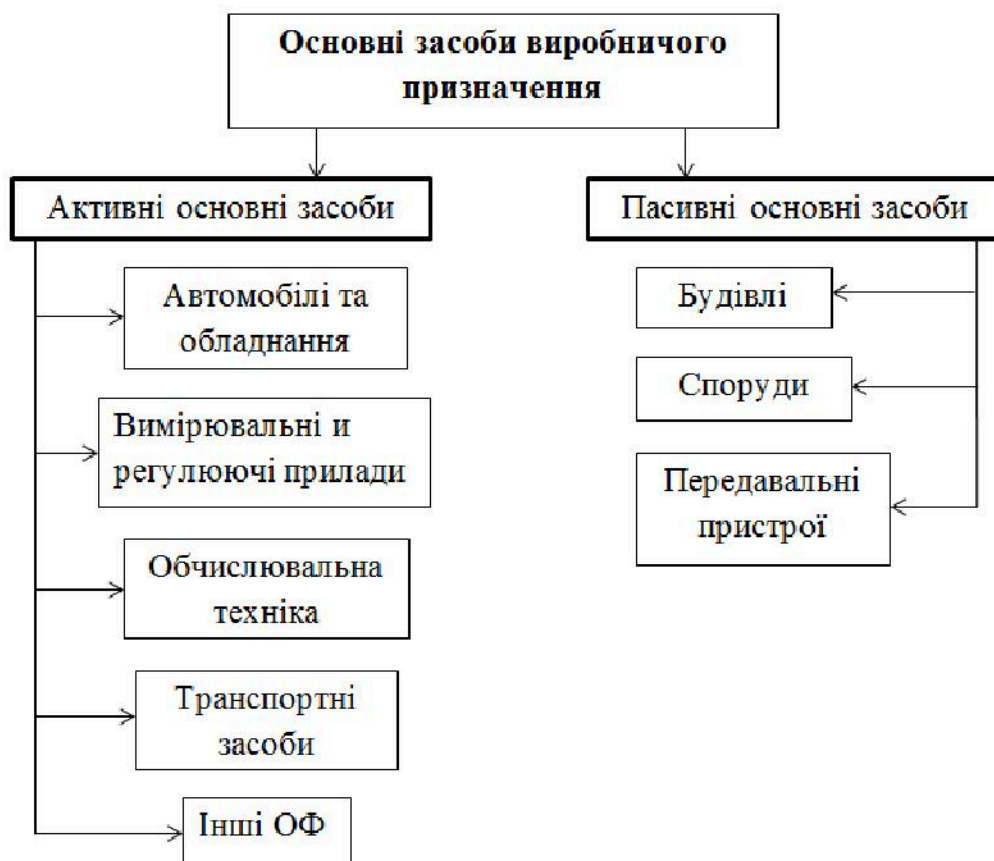 Основні засоби виробничого
призначення
Активні основні засоби
Автомобілі та
обладнання
Вимірювальні и
регулюючі прилади
Обчислювальна
техніка
Транспортні
засоби
Інші ОФ
Пасивні основні засоби
Будівлі
Споруди
Передавальні
пристрої